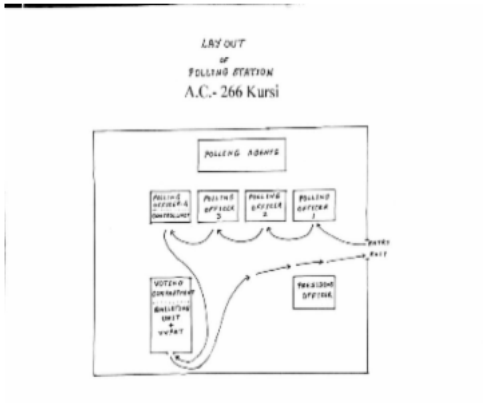 LAY OUT
OF
POLLING STATION
A.C.- 266 Kursi
POLLING AGENTS
POLLING
OFFICER-4
CONTROL UNIT
POLLING
OFFICER
3
POLLING
OFFICER
2
POLLING
OFFICER
1
ENTRY
EXIT
VOTING
COMPARTMENT
BALLOTING
UNIT
+
VVPAT
PRESIDING
OFFICER